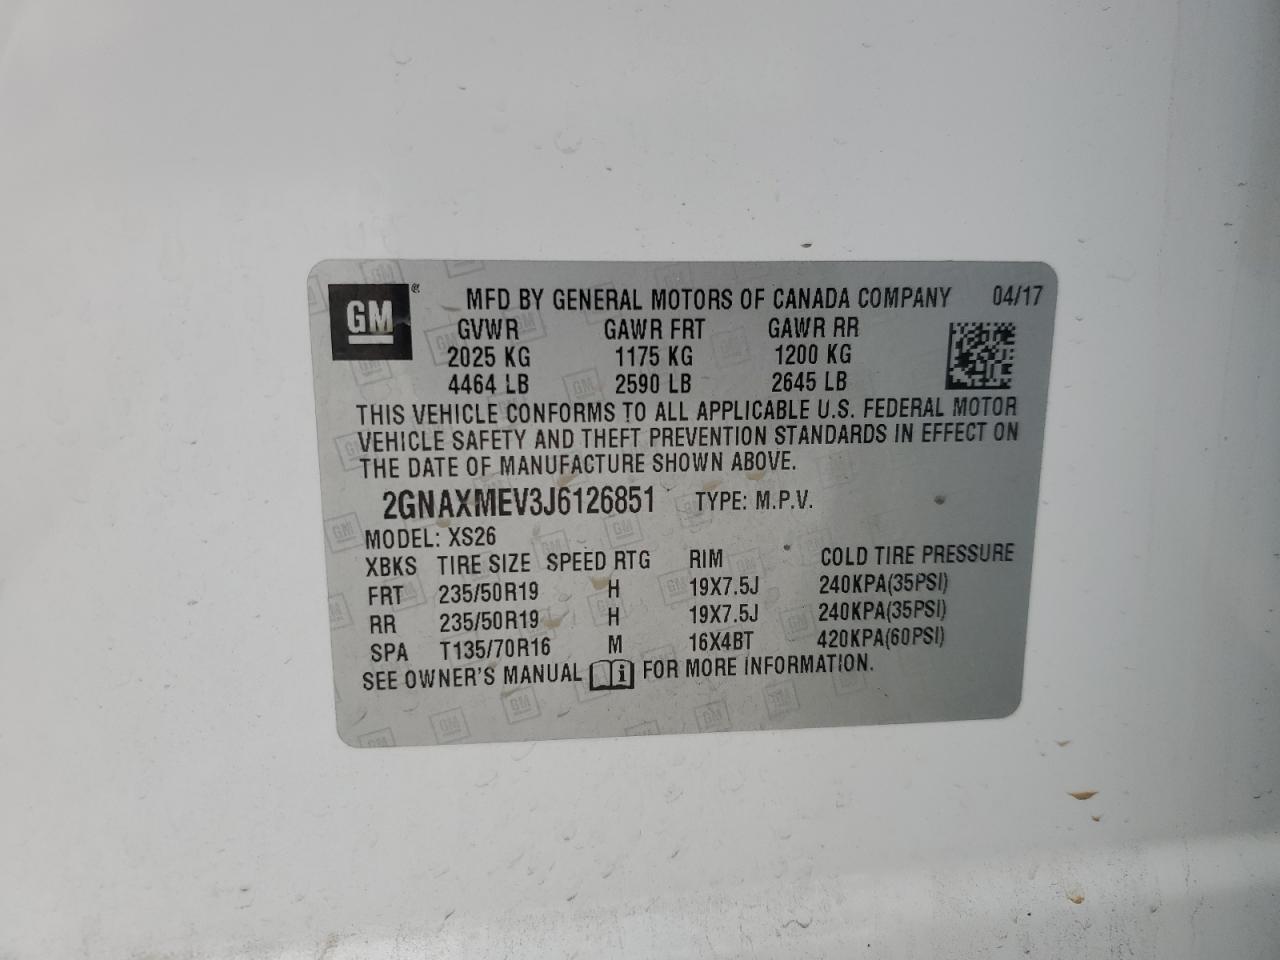 GM
MFD BY GENERAL MOTORS OF CANADA COMPANY 04/17
GVWR GAWR FRT GAWR RR
2025 KG 1175 KG 1200 KG
4464 LB 2590 LB 2645 LB
THIS VEHICLE CONFORMS TO ALL APPLICABLE U.S. FEDERAL MOTOR
VEHICLE SAFETY AND THEFT PREVENTION STANDARDS IN EFFECT ON
THE DATE OF MANUFACTURE SHOWN ABOVE.
2GNAXMEV3J6126851 TYPE: M.P.V.
MODEL: XS26
XBKS TIRE SIZE SPEED RTG RIM COLD TIRE PRESSURE
FRT 235/50R19 H 19X7.5J 240KPA(35PSI)
RR 235/50R19 H 19X7.5J 240KPA(35PSI)
SPA T135/70R16 M 16X4BT 420KPA(60PSI)
SEE OWNER'S MANUAL FOR MORE INFORMATION.